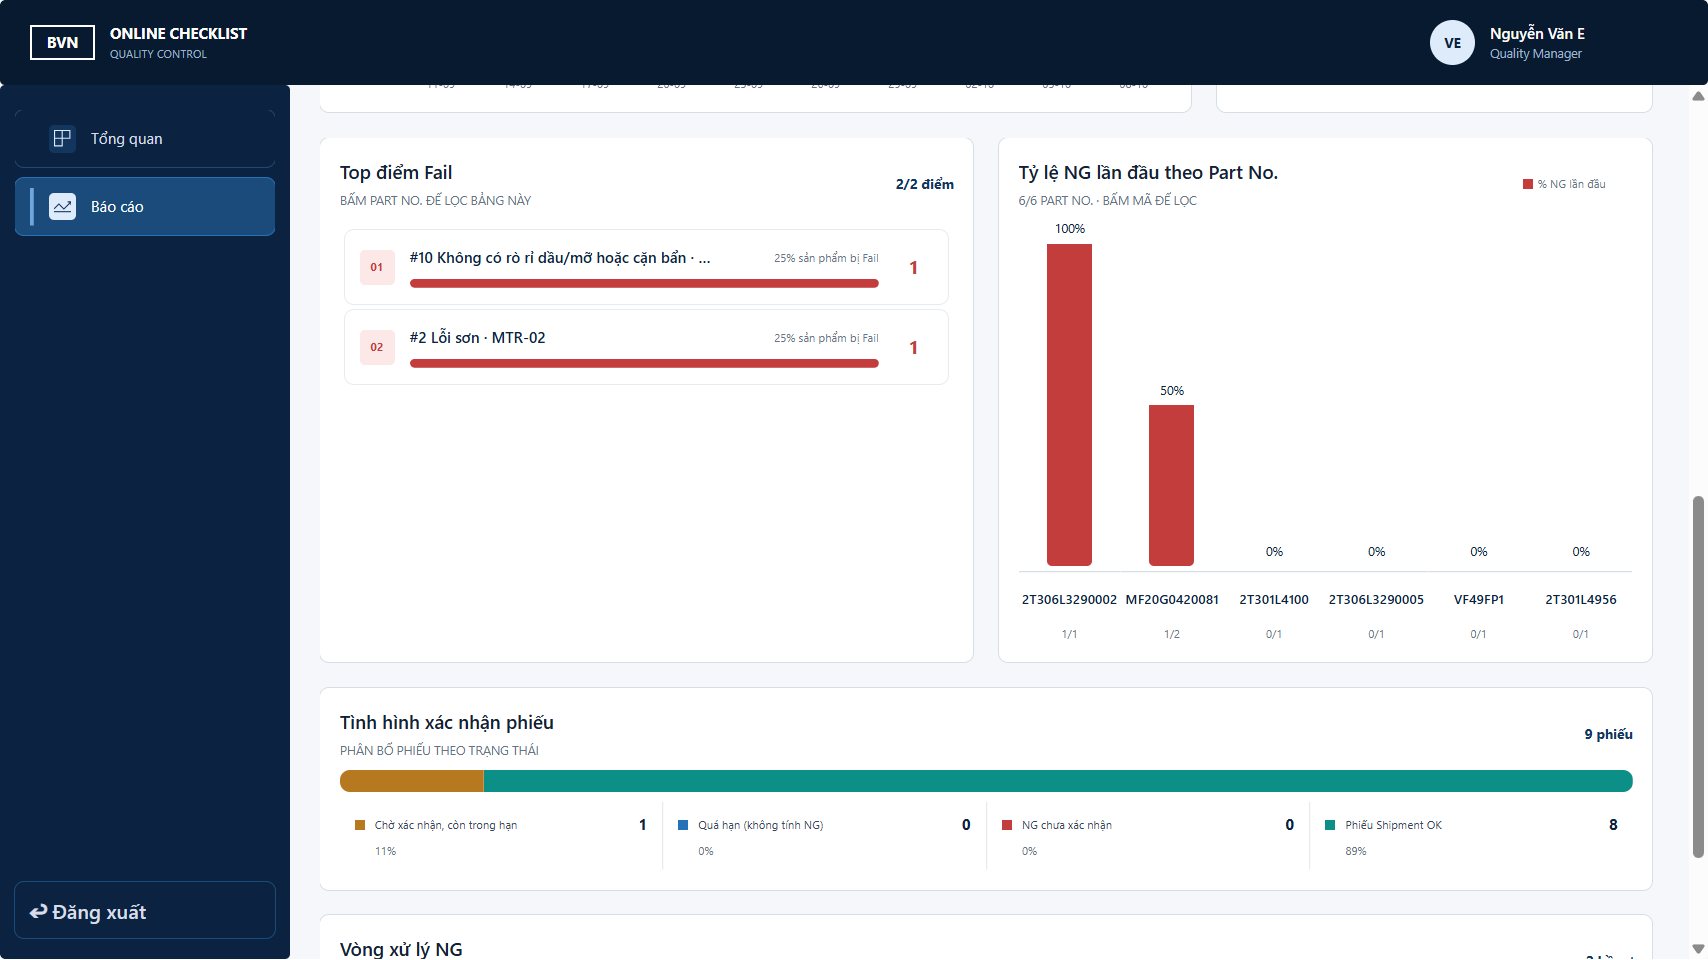 BVN
ONLINE CHECKLIST
QUALITY CONTROL
VE
Nguyễn Văn E
Quality Manager
Tổng quan
Báo cáo
Đăng xuất
Top điểm Fail
BẤM PART NO. ĐỂ LỌC BẢNG NÀY
2/2 điểm
01
#10 Không có rò rỉ dầu/mỡ hoặc cặn bẩn · ...
25% sản phẩm bị Fail
1
02
#2 Lỗi sơn · MTR-02
25% sản phẩm bị Fail
1
Tỷ lệ NG lần đầu theo Part No.
6/6 PART NO. · BẤM MÃ ĐỂ LỌC
% NG lần đầu
100%
50%
0%
0%
0%
0%
2T306L3290002 MF20G0420081 2T301L4100 2T306L3290005 VF49FP1 2T301L4956
1/1 1/2 0/1 0/1 0/1 0/1
Tình hình xác nhận phiếu
PHÂN BỐ PHIẾU THEO TRẠNG THÁI
9 phiếu
Chờ xác nhận, còn trong hạn 1
11%
Quá hạn (không tính NG) 0
0%
NG chưa xác nhận 0
0%
Phiếu Shipment OK 8
89%
Vòng xử lý NG